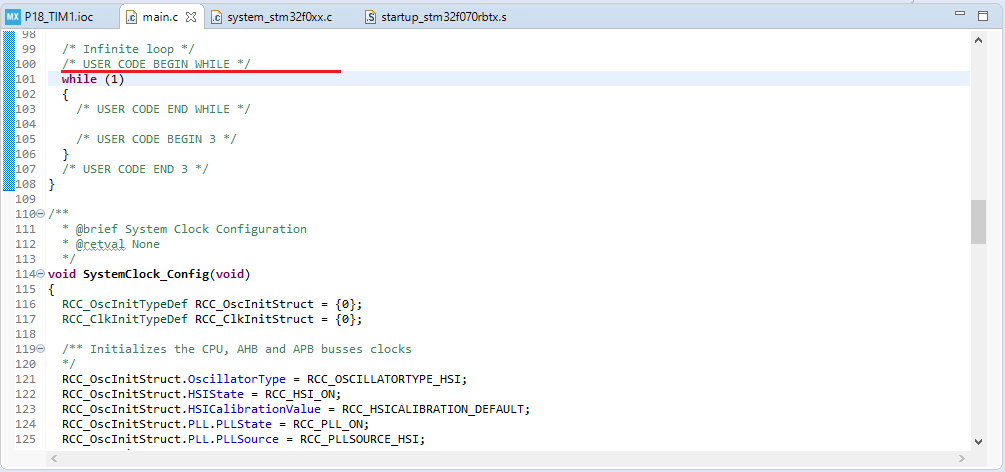 MX P18_TIM1.ioc
main.c
system_stm32f0xx.c
startup_stm32f070rbtx.s
98
99 /* Infinite loop */
100 /* USER CODE BEGIN WHILE */
101 while (1)
102 {
103 /* USER CODE END WHILE */
104
105 /* USER CODE BEGIN 3 */
106 }
107 /* USER CODE END 3 */
108 }
109
110 /**
111 * @brief System Clock Configuration
112 * @retval None
113 */
114 void SystemClock_Config(void)
115 {
116 RCC_OscInitTypeDef RCC_OscInitStruct = {0};
117 RCC_ClkInitTypeDef RCC_ClkInitStruct = {0};
118
119 /** Initializes the CPU, AHB and APB busses clocks
120 */
121 RCC_OscInitStruct.OscillatorType = RCC_OSCILLATORTYPE_HSI;
122 RCC_OscInitStruct.HSIState = RCC_HSI_ON;
123 RCC_OscInitStruct.HSICalibrationValue = RCC_HSICALIBRATION_DEFAULT;
124 RCC_OscInitStruct.PLL.PLLState = RCC_PLL_ON;
125 RCC_OscInitStruct.PLL.PLLSource = RCC_PLLSOURCE_HSI;